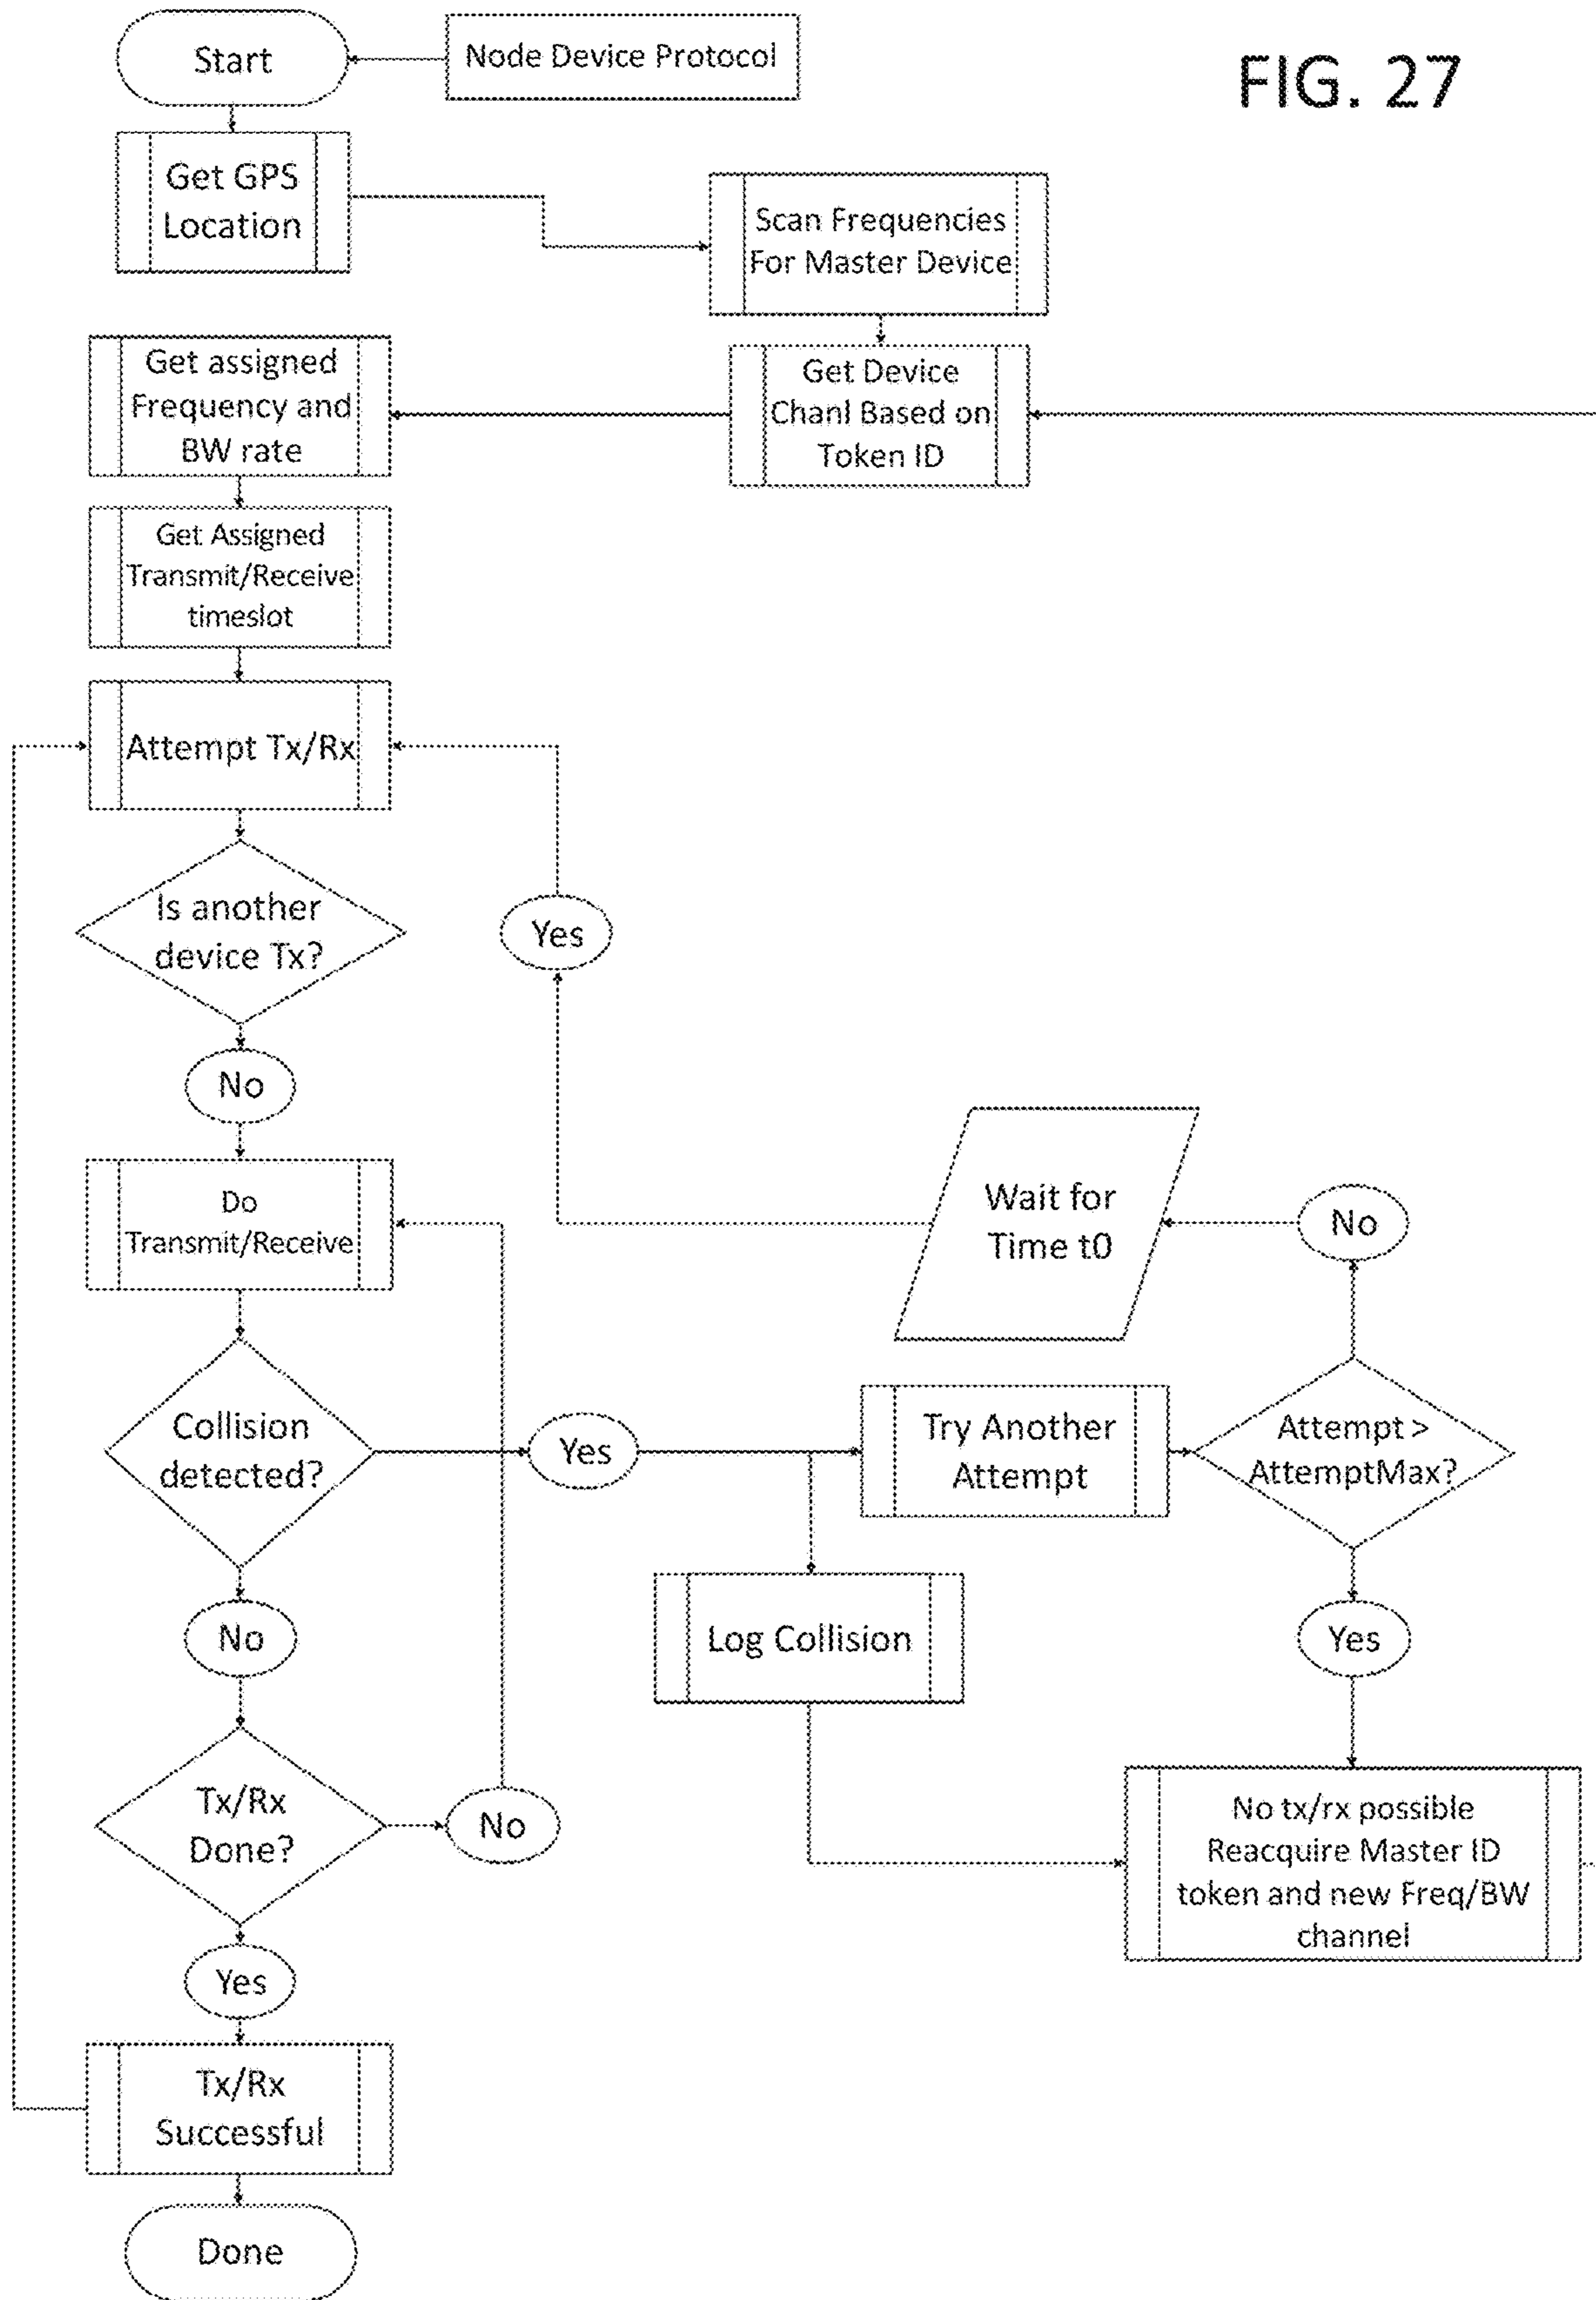 Start
Node Device Protocol
FIG. 27
Get GPS
Location
Scan Frequencies
For Master Device
Get assigned
Frequency and
BW rate
Get Device
Chanl Based on
Token ID
Get Assigned
Transmit/Receive
timeslot
Attempt Tx/Rx
Is another
device Tx?
Yes
No
Do
Transmit/Receive
Wait for
Time t0
No
Collision
detected?
Yes
Try Another
Attempt
Attempt >
AttemptMax?
No
Log Collision
Yes
Tx/Rx
Done?
No
No tx/rx possible
Reacquire Master ID
token and new Freq/BW
channel
Yes
Tx/Rx
Successful
Done